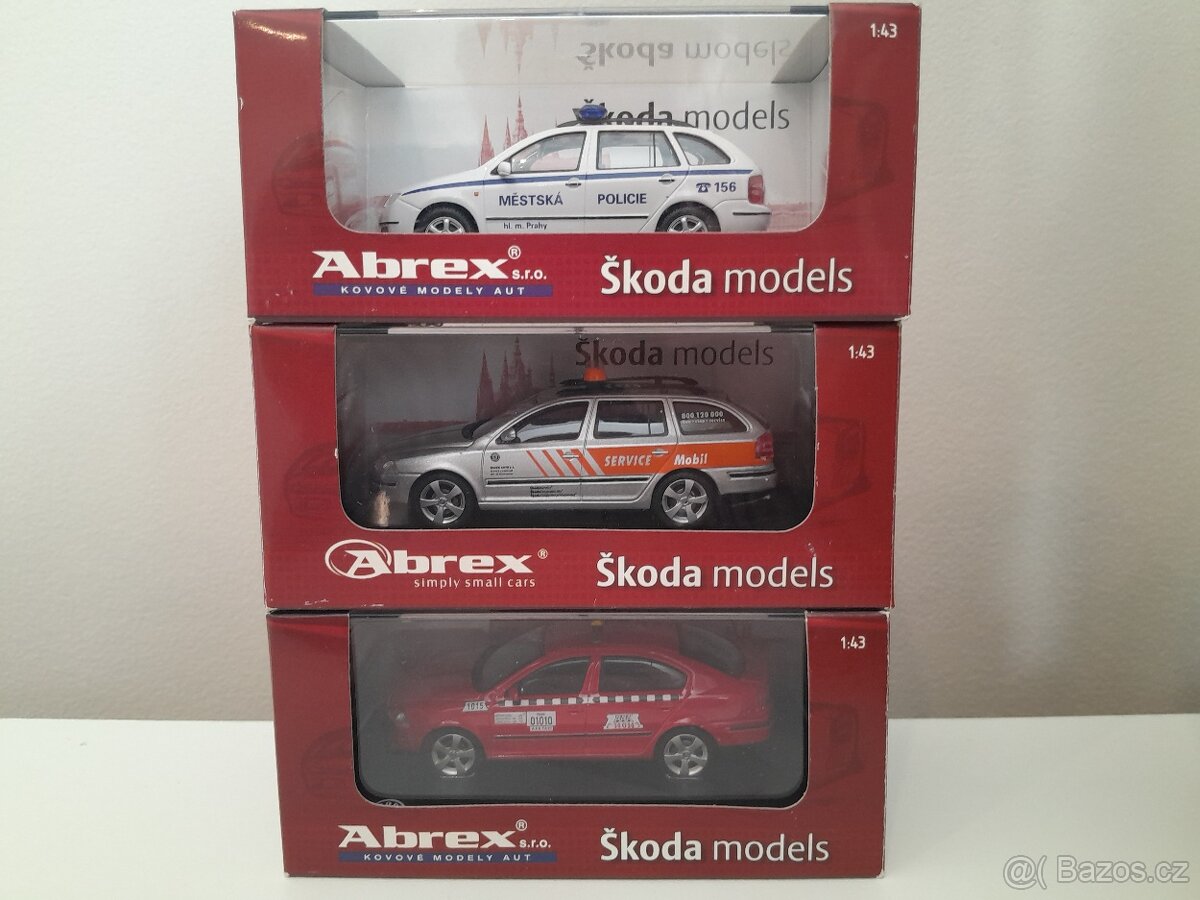 1:43
Škoda models
Škoda models
MĚSTSKÁ POLICIE
156
hl. m. Prahy
Abrex® s.r.o.
KOVOVÉ MODELY AUT
Škoda models
1:43
Škoda models
800 120 000
SERVICE Mobil
Abrex®
simply small cars
Škoda models
1:43
1015
01010
Abrex® s.r.o.
KOVOVÉ MODELY AUT
Škoda models
@( Bazos.cz